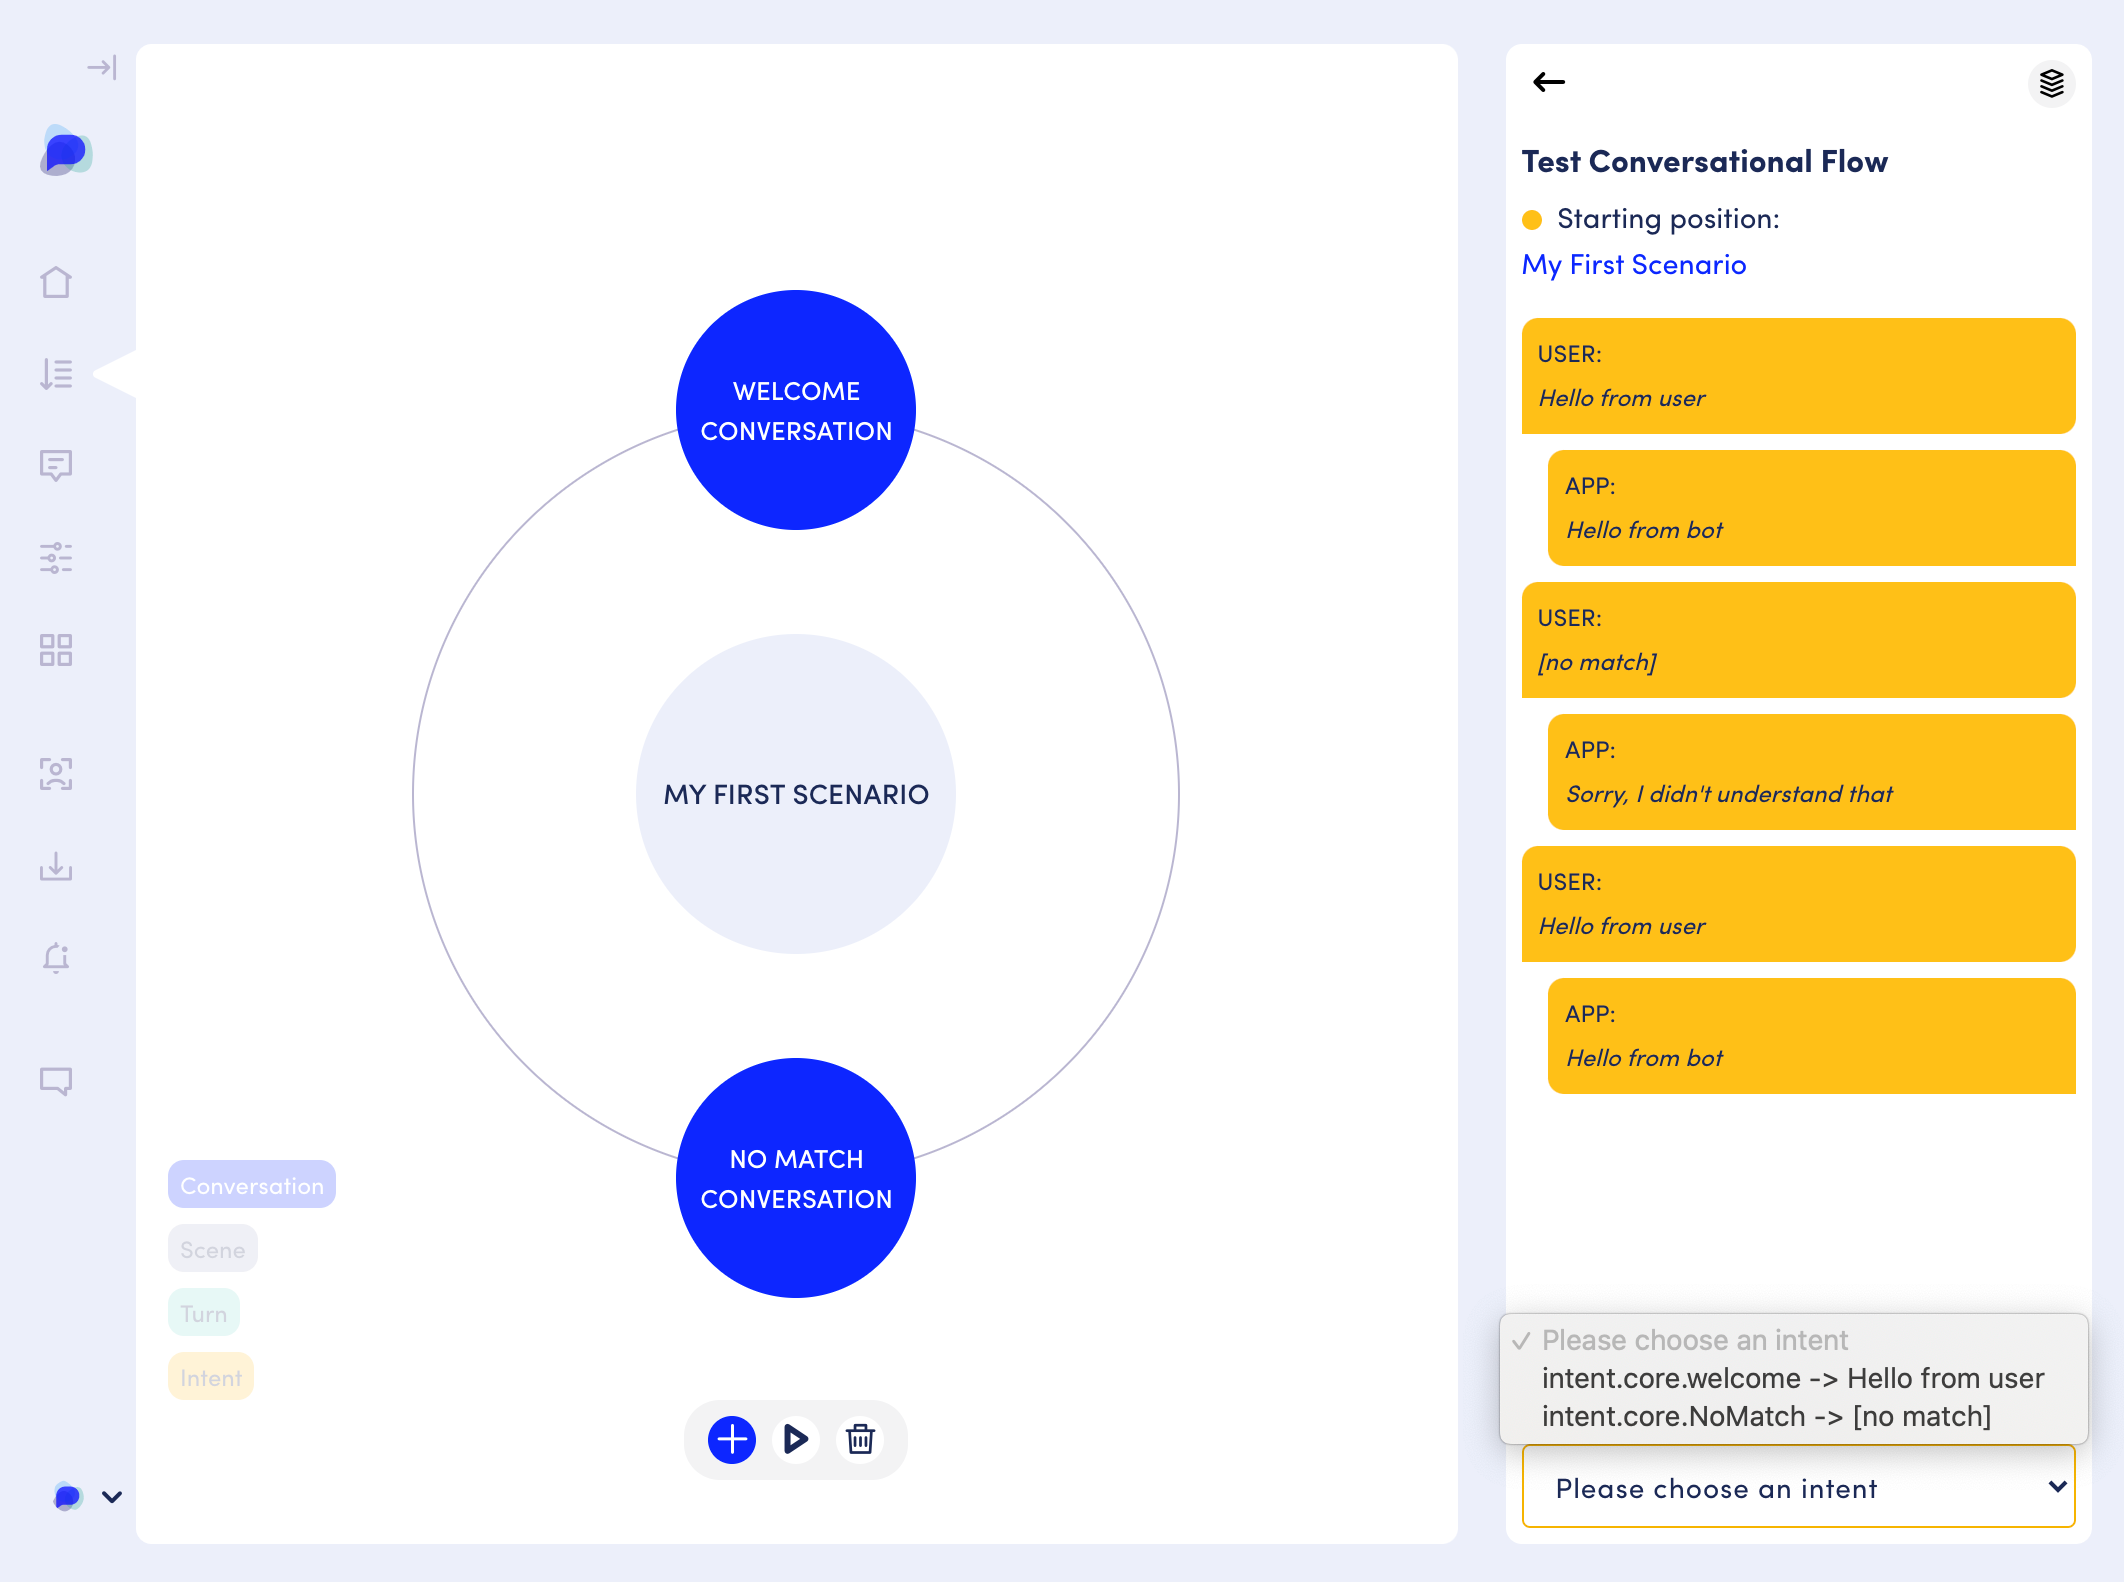 WELCOME
CONVERSATION
MY FIRST SCENARIO
NO MATCH
CONVERSATION
Conversation
Scene
Turn
Intent
Test Conversational Flow
Starting position:
My First Scenario
USER:
Hello from user
APP:
Hello from bot
USER:
[no match]
APP:
Sorry, I didn't understand that
USER:
Hello from user
APP:
Hello from bot
Please choose an intent
intent.core.welcome -> Hello from user
intent.core.NoMatch -> [no match]
Please choose an intent